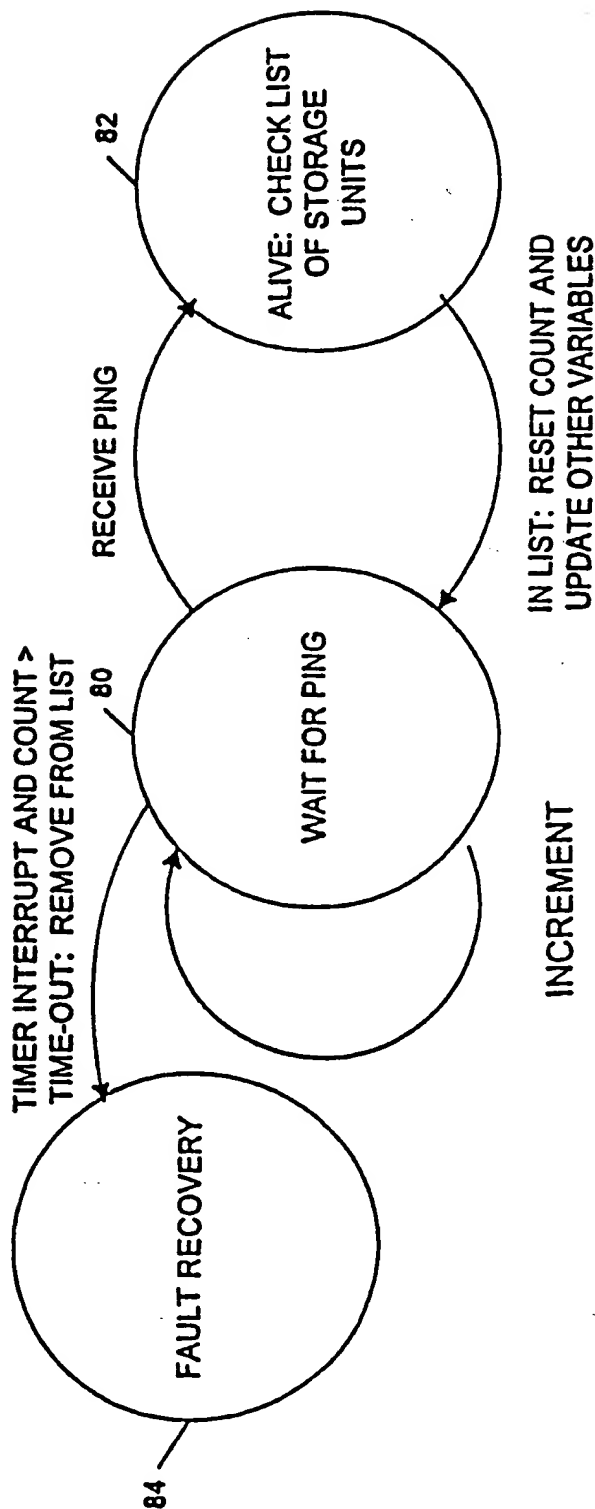 TIMER INTERRUPT AND COUNT >
TIME-OUT: REMOVE FROM LIST
84
FAULT RECOVERY
80
WAIT FOR PING
INCREMENT
RECEIVE PING
82
ALIVE: CHECK LIST
OF STORAGE
UNITS
IN LIST: RESET COUNT AND
UPDATE OTHER VARIABLES